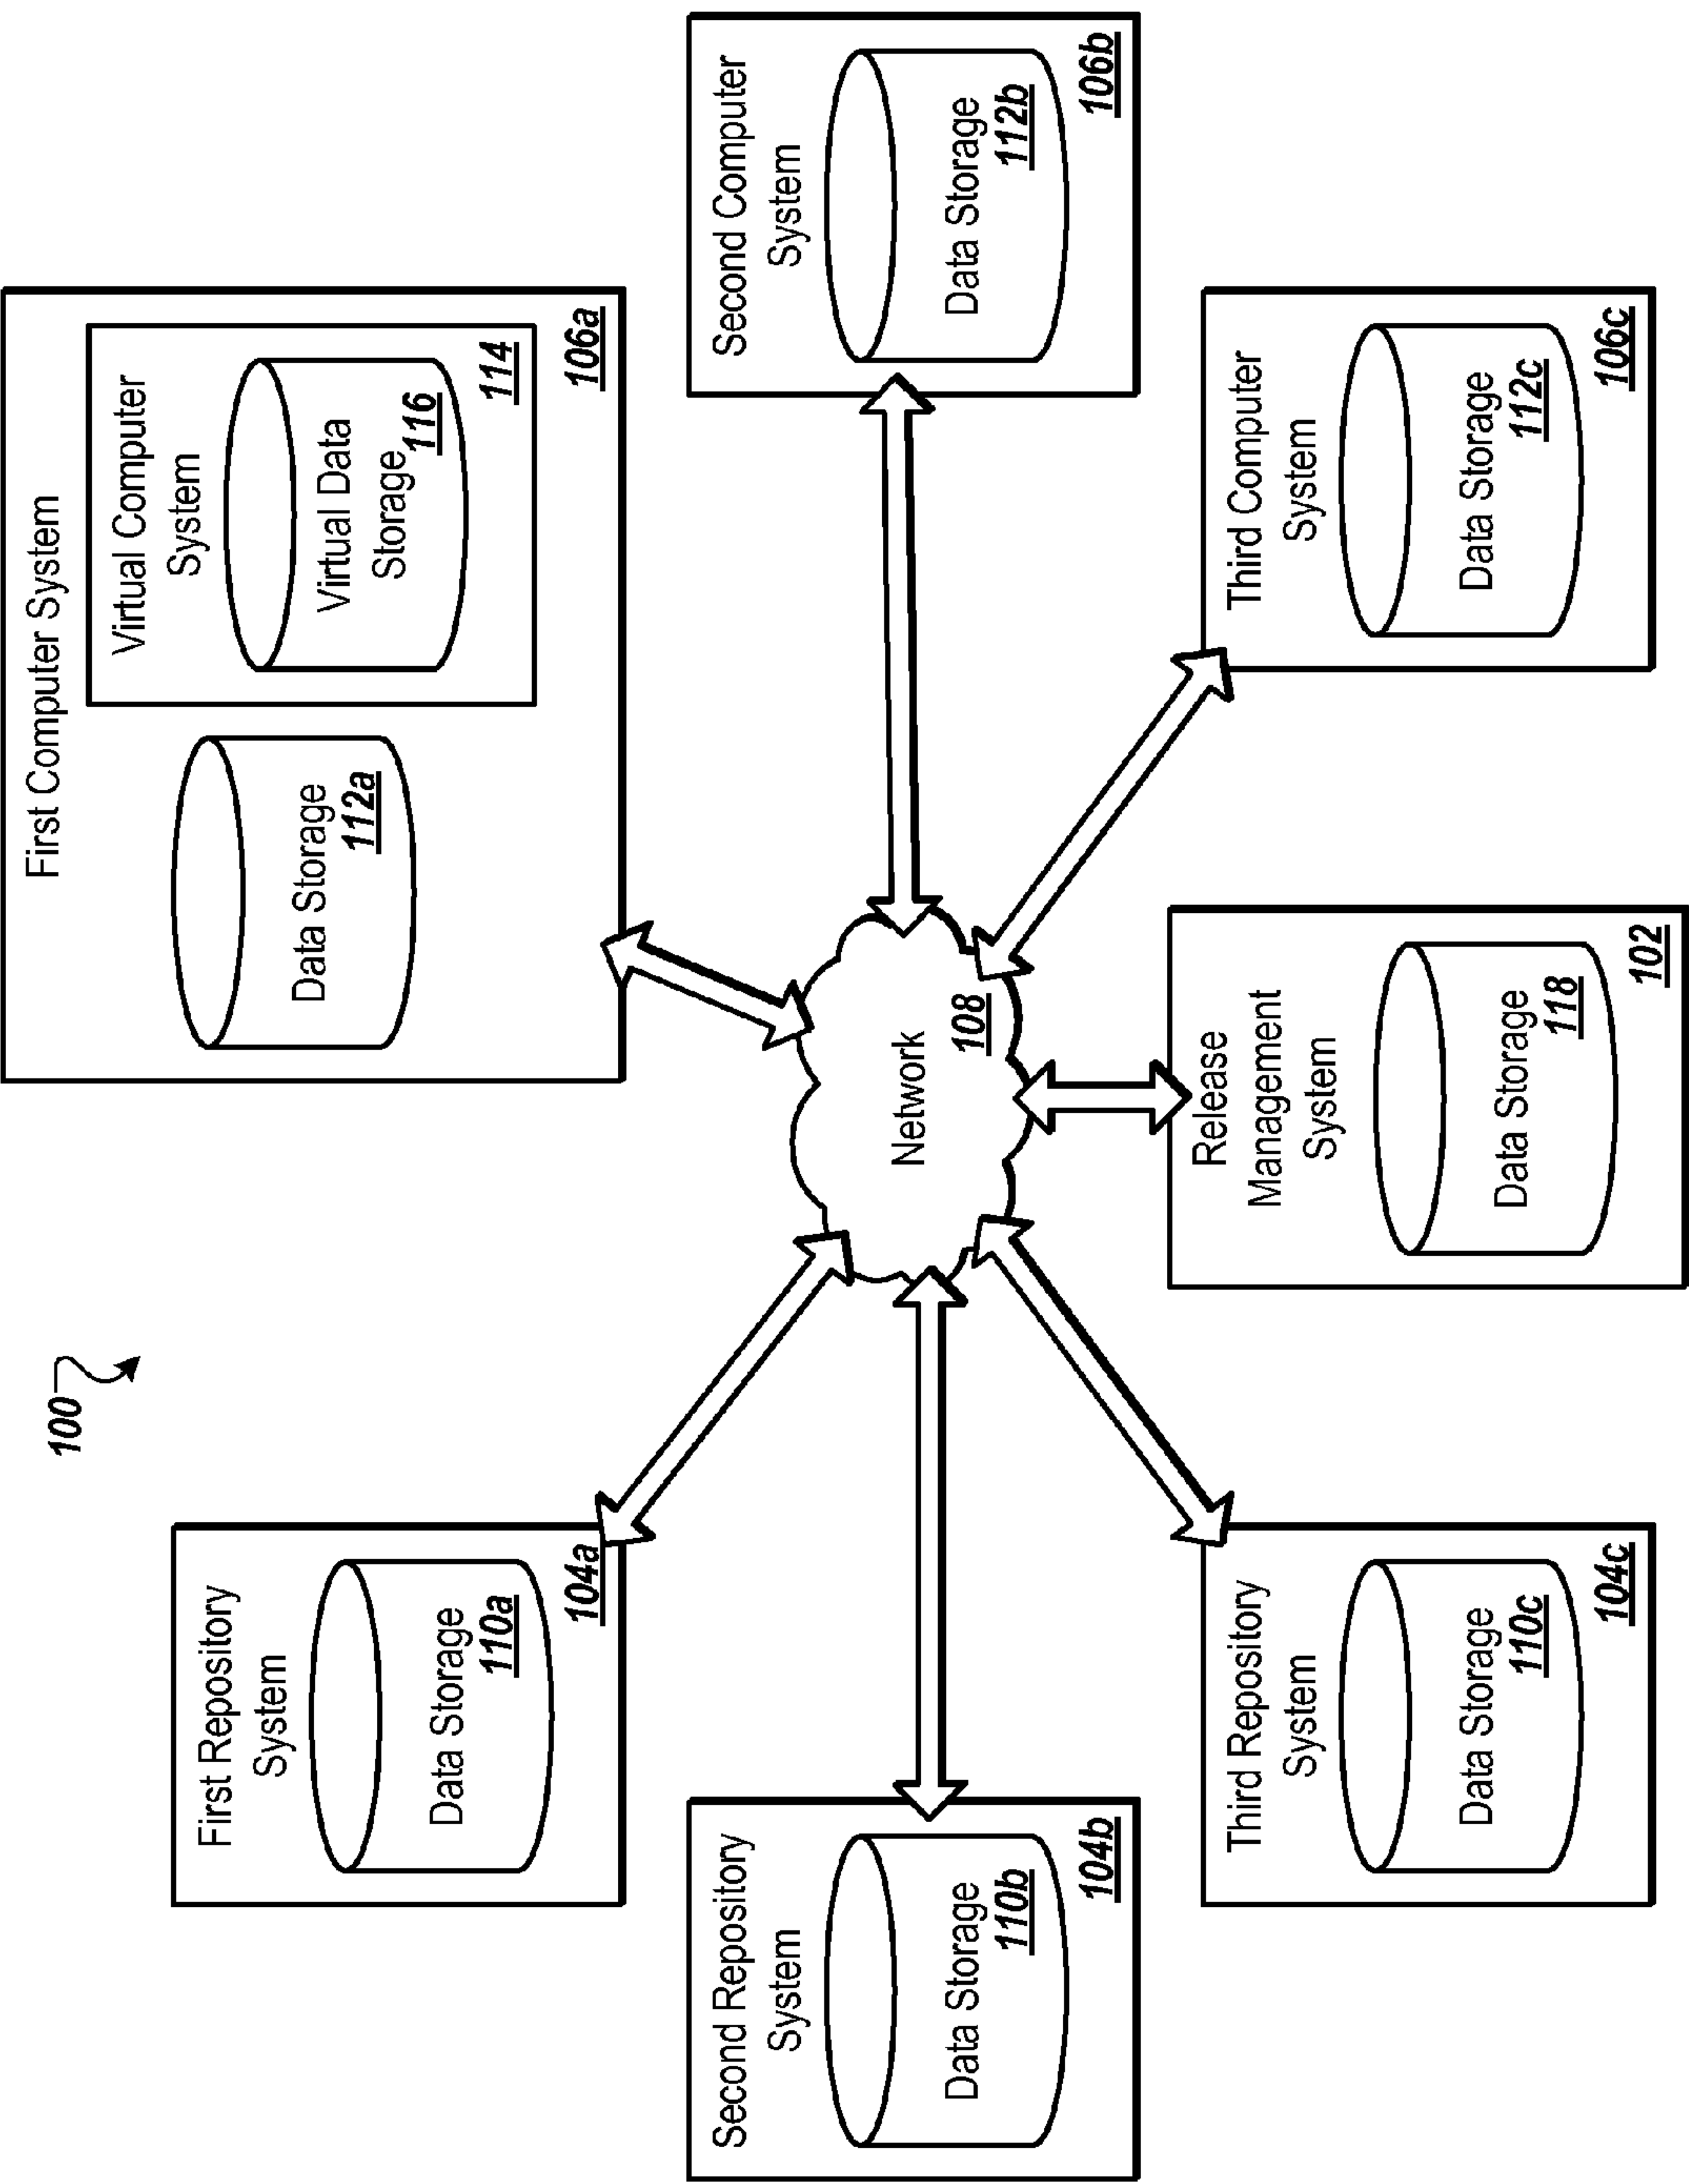 100
First Repository
System
Data Storage
110a
104a
First Computer System
Data Storage
112a
Virtual Computer
System
Virtual Data
Storage
116
114
106a
Second Repository
System
Data Storage
110b
104b
Network
108
Second Computer
System
Data Storage
112b
106b
Third Repository
System
Data Storage
110c
104c
Release
Management
System
Data Storage
118
102
Third Computer
System
Data Storage
112c
106c